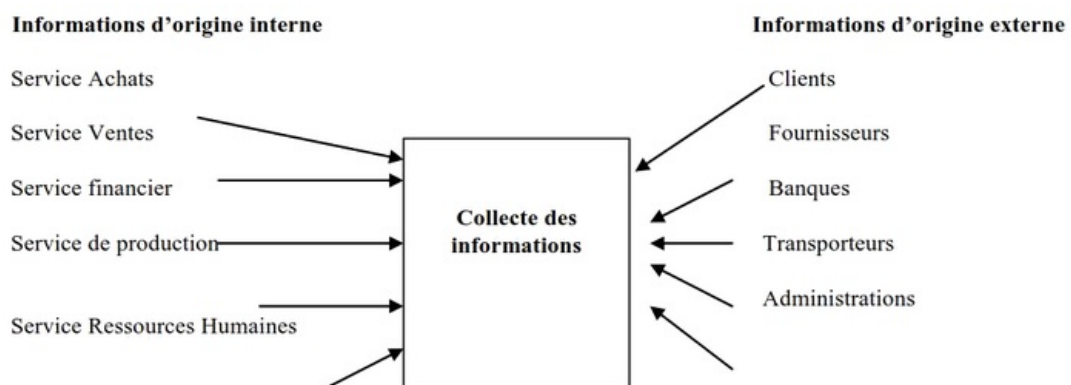 Informations d'origine interne
Informations d'origine externe
Service Achats
Clients
Service Ventes
Fournisseurs
Service financier
Banques
Collecte des
informations
Service de production
Transporteurs
Administrations
Service Ressources Humaines